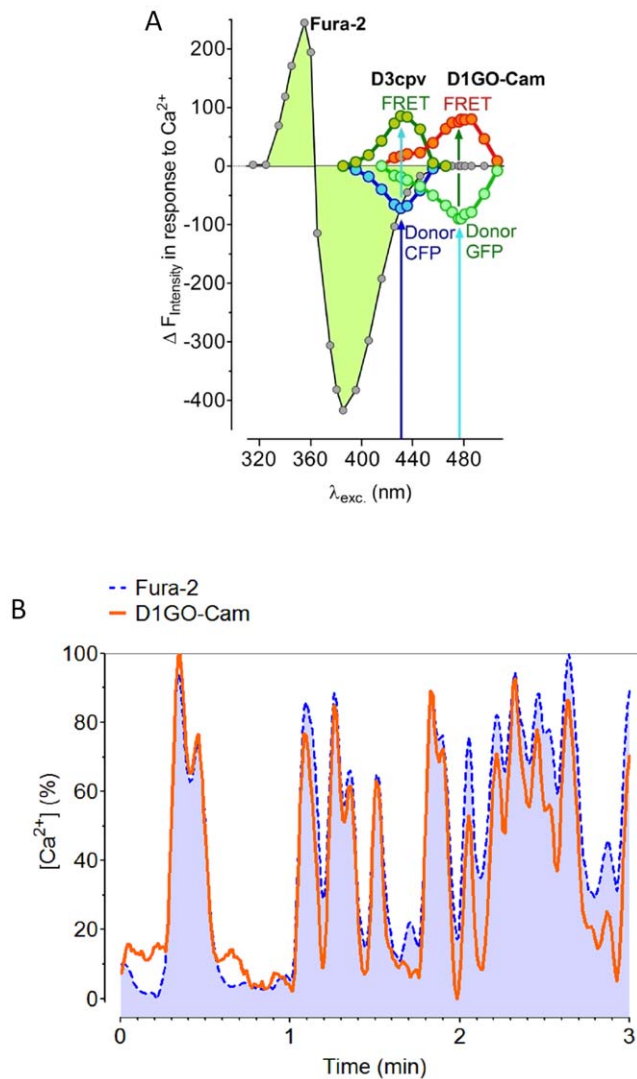 A
Fura-2
D3cpv D1GO-Cam
FRET FRET
200
100
0
-100
-200
-300
-400
Δ F Intensity in response to Ca2+
Donor CFP
Donor GFP
320 360 400 440 480
λexc. (nm)
B
Fura-2
D1GO-Cam
100
80
60
40
20
0
[Ca2+] (%)
0 1 2 3
Time (min)